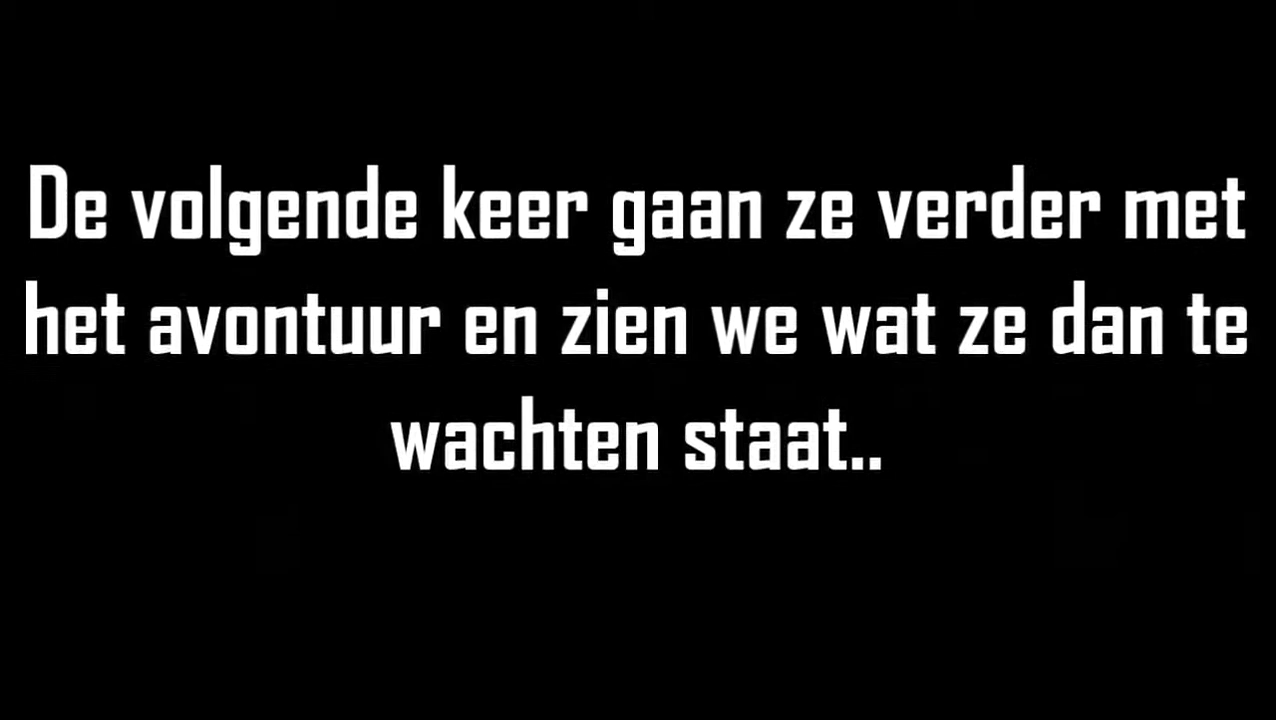 De volgende keer gaan ze verder met
het avontuur en zien we wat ze dan te
wachten staat..